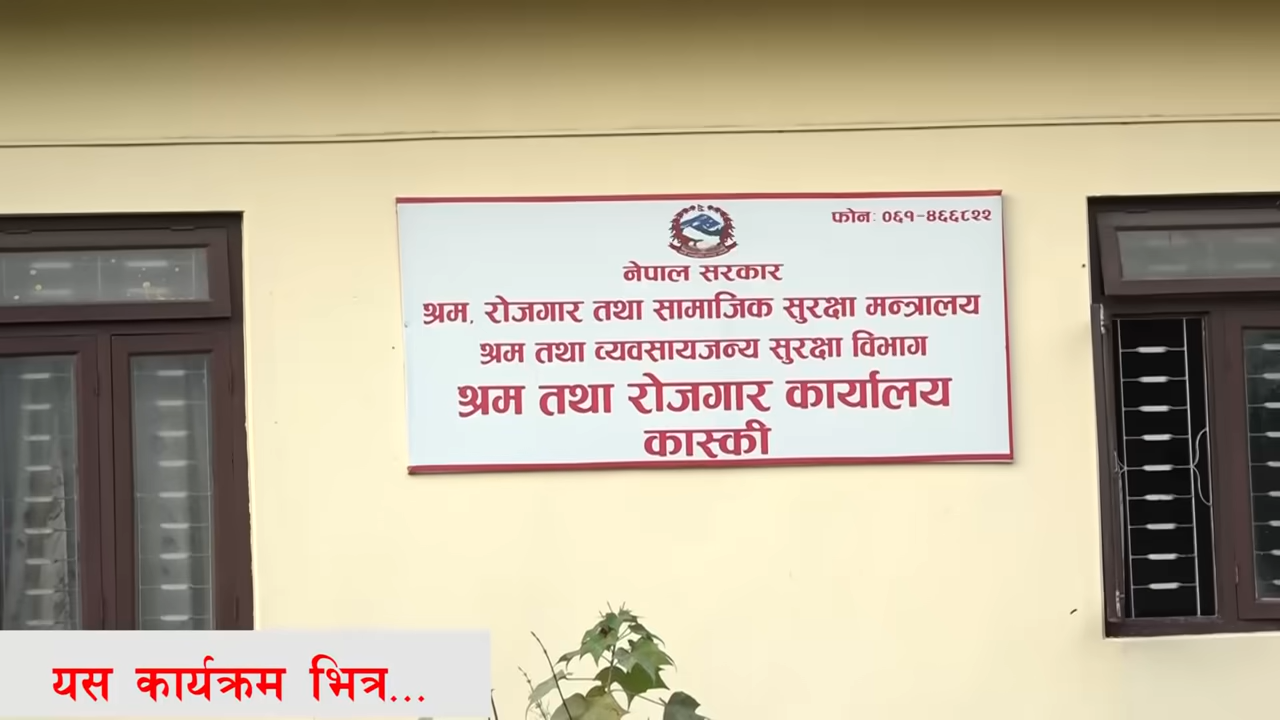 फोन: ०६१-४६६८२२
नेपाल सरकार
श्रम, रोजगार तथा सामाजिक सुरक्षा मन्त्रालय
श्रम तथा व्यवसायजन्य सुरक्षा विभाग
श्रम तथा रोजगार कार्यालय
कास्की
यस कार्यक्रम भित्र...